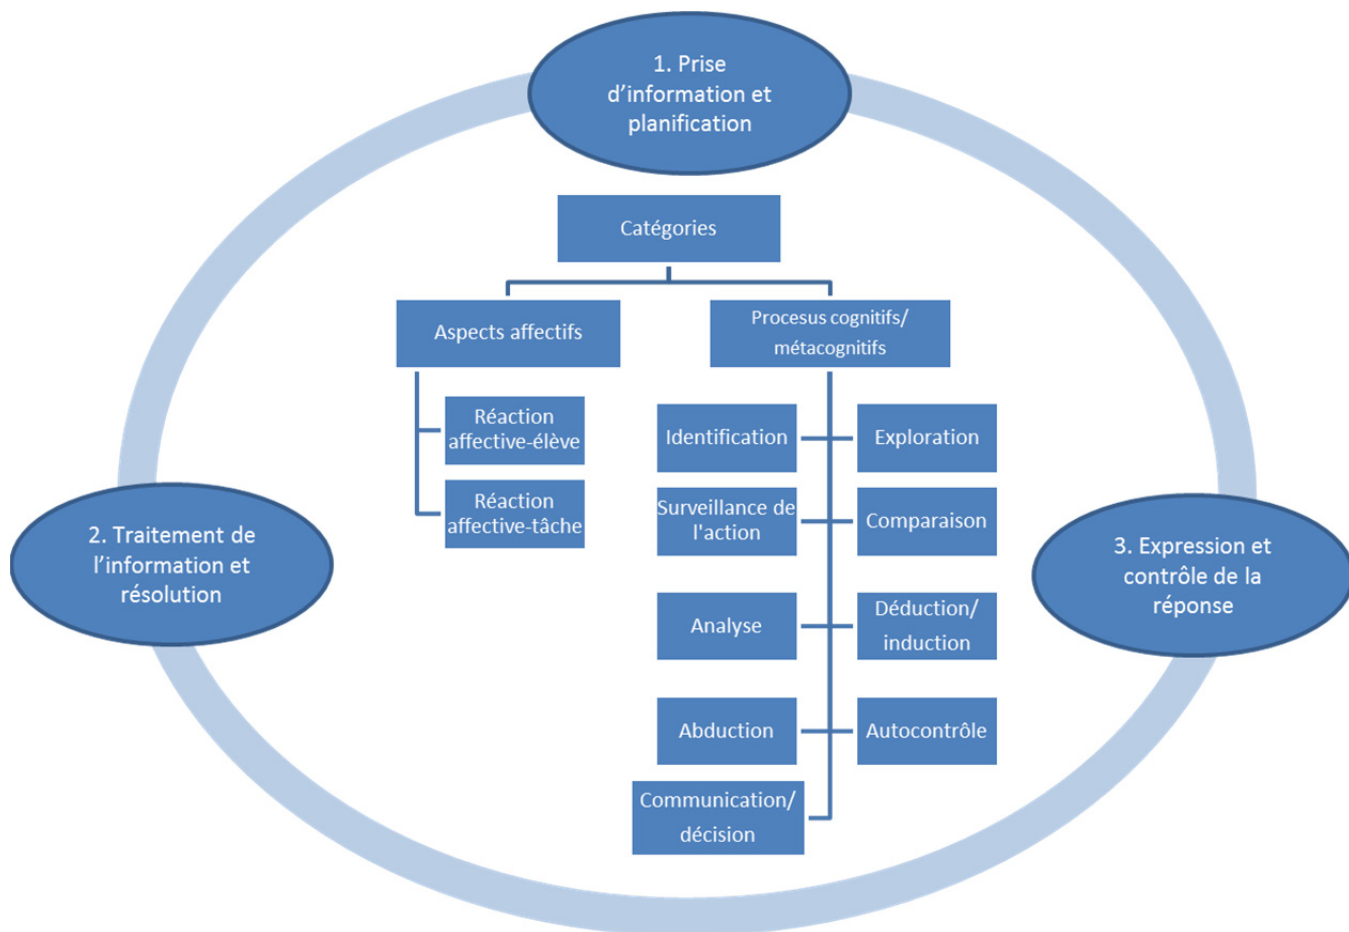 1. Prise
d’information et
planification
Catégories
Aspects affectifs
Procesus cognitifs/
métacognitifs
Réaction
affective-élève
Réaction
affective-tâche
Identification
Exploration
Surveillance de
l'action
Comparaison
Analyse
Déduction/
induction
Abduction
Autocontrôle
Communication/
décision
2. Traitement de
l’information et
résolution
3. Expression et
contrôle de la
réponse